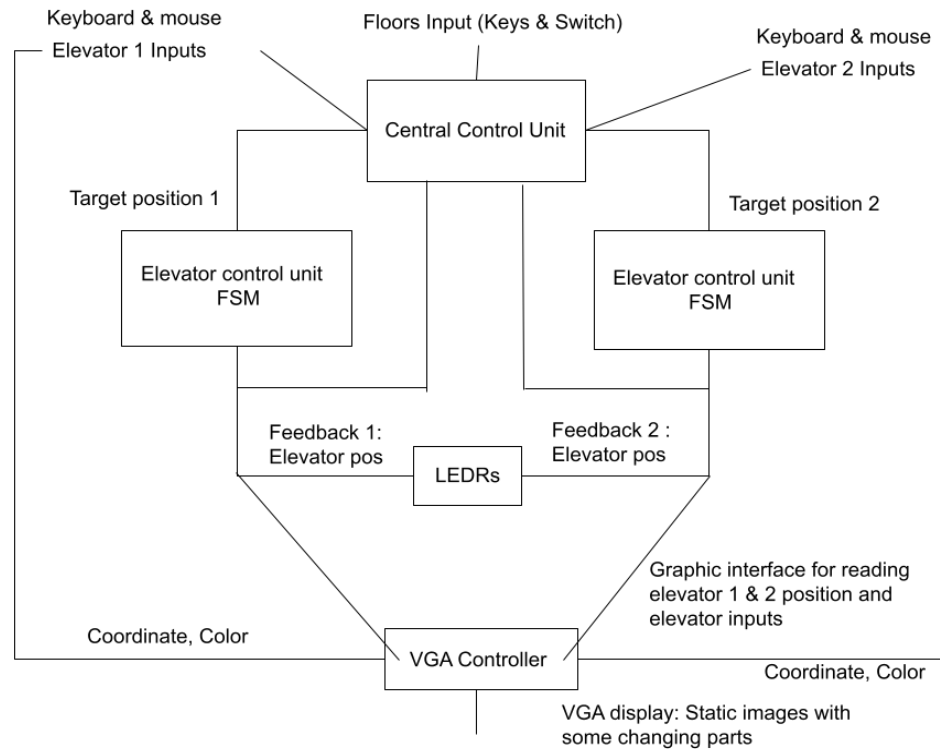 Keyboard & mouse
Elevator 1 Inputs
Floors Input (Keys & Switch)
Keyboard & mouse
Elevator 2 Inputs
Central Control Unit
Target position 1
Target position 2
Elevator control unit
FSM
Elevator control unit
FSM
Feedback 1:
Elevator pos
Feedback 2 :
Elevator pos
LEDRs
Graphic interface for reading
elevator 1 & 2 position and
elevator inputs
Coordinate, Color
VGA Controller
Coordinate, Color
VGA display: Static images with
some changing parts